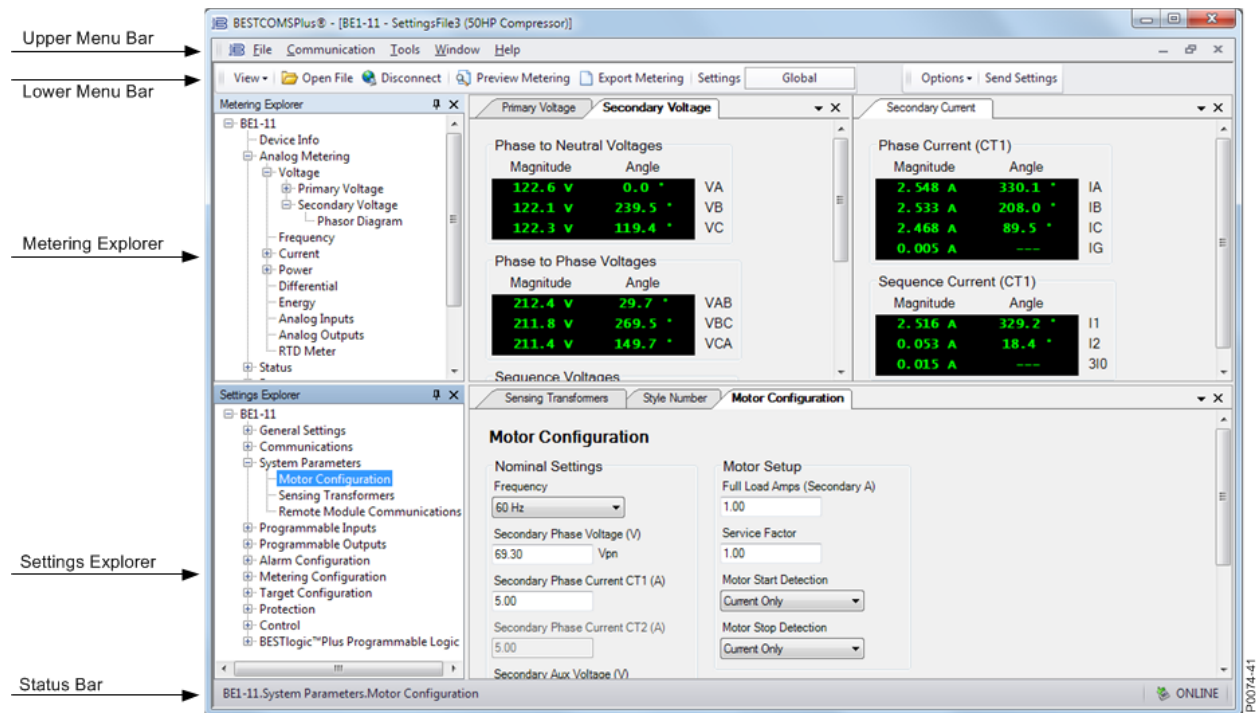 BESTCOMSPlus® - [BE1-11 - SettingsFile3 (50HP Compressor)]
Upper Menu Bar
File Communication Tools Window Help
Lower Menu Bar
View Open File Disconnect Preview Metering Export Metering Settings Global Options Send Settings
Metering Explorer
Metering Explorer
BE1-11
Device Info
Analog Metering
Voltage
Primary Voltage
Secondary Voltage
Phasor Diagram
Frequency
Current
Power
Differential
Energy
Analog Inputs
Analog Outputs
RTD Meter
Status
Primary Voltage Secondary Voltage
Phase to Neutral Voltages
Magnitude Angle
122.6 V 0.0 ° VA
122.1 V 239.5 ° VB
122.3 V 119.4 ° VC
Phase to Phase Voltages
Magnitude Angle
212.4 V 29.7 ° VAB
211.8 V 269.5 ° VBC
211.4 V 149.7 ° VCA
Sequence Voltages
Secondary Current
Phase Current (CT1)
Magnitude Angle
2.548 A 330.1 ° IA
2.533 A 208.0 ° IB
2.468 A 89.5 ° IC
0.005 A --- IG
Sequence Current (CT1)
Magnitude Angle
2.516 A 329.2 ° I1
0.053 A 18.4 ° I2
0.015 A --- 3I0
Settings Explorer
Settings Explorer
BE1-11
General Settings
Communications
System Parameters
Motor Configuration
Sensing Transformers
Remote Module Communications
Programmable Inputs
Programmable Outputs
Alarm Configuration
Metering Configuration
Target Configuration
Protection
Control
BESTlogic™Plus Programmable Logic
Sensing Transformers Style Number Motor Configuration
Motor Configuration
Nominal Settings
Frequency
60 Hz
Secondary Phase Voltage (V)
69.30 Vpn
Secondary Phase Current CT1 (A)
5.00
Secondary Phase Current CT2 (A)
5.00
Secondary Aux Voltage (V)
Motor Setup
Full Load Amps (Secondary A)
1.00
Service Factor
1.00
Motor Start Detection
Current Only
Motor Stop Detection
Current Only
Status Bar
BE1-11.System Parameters.Motor Configuration
ONLINE
P0074-41